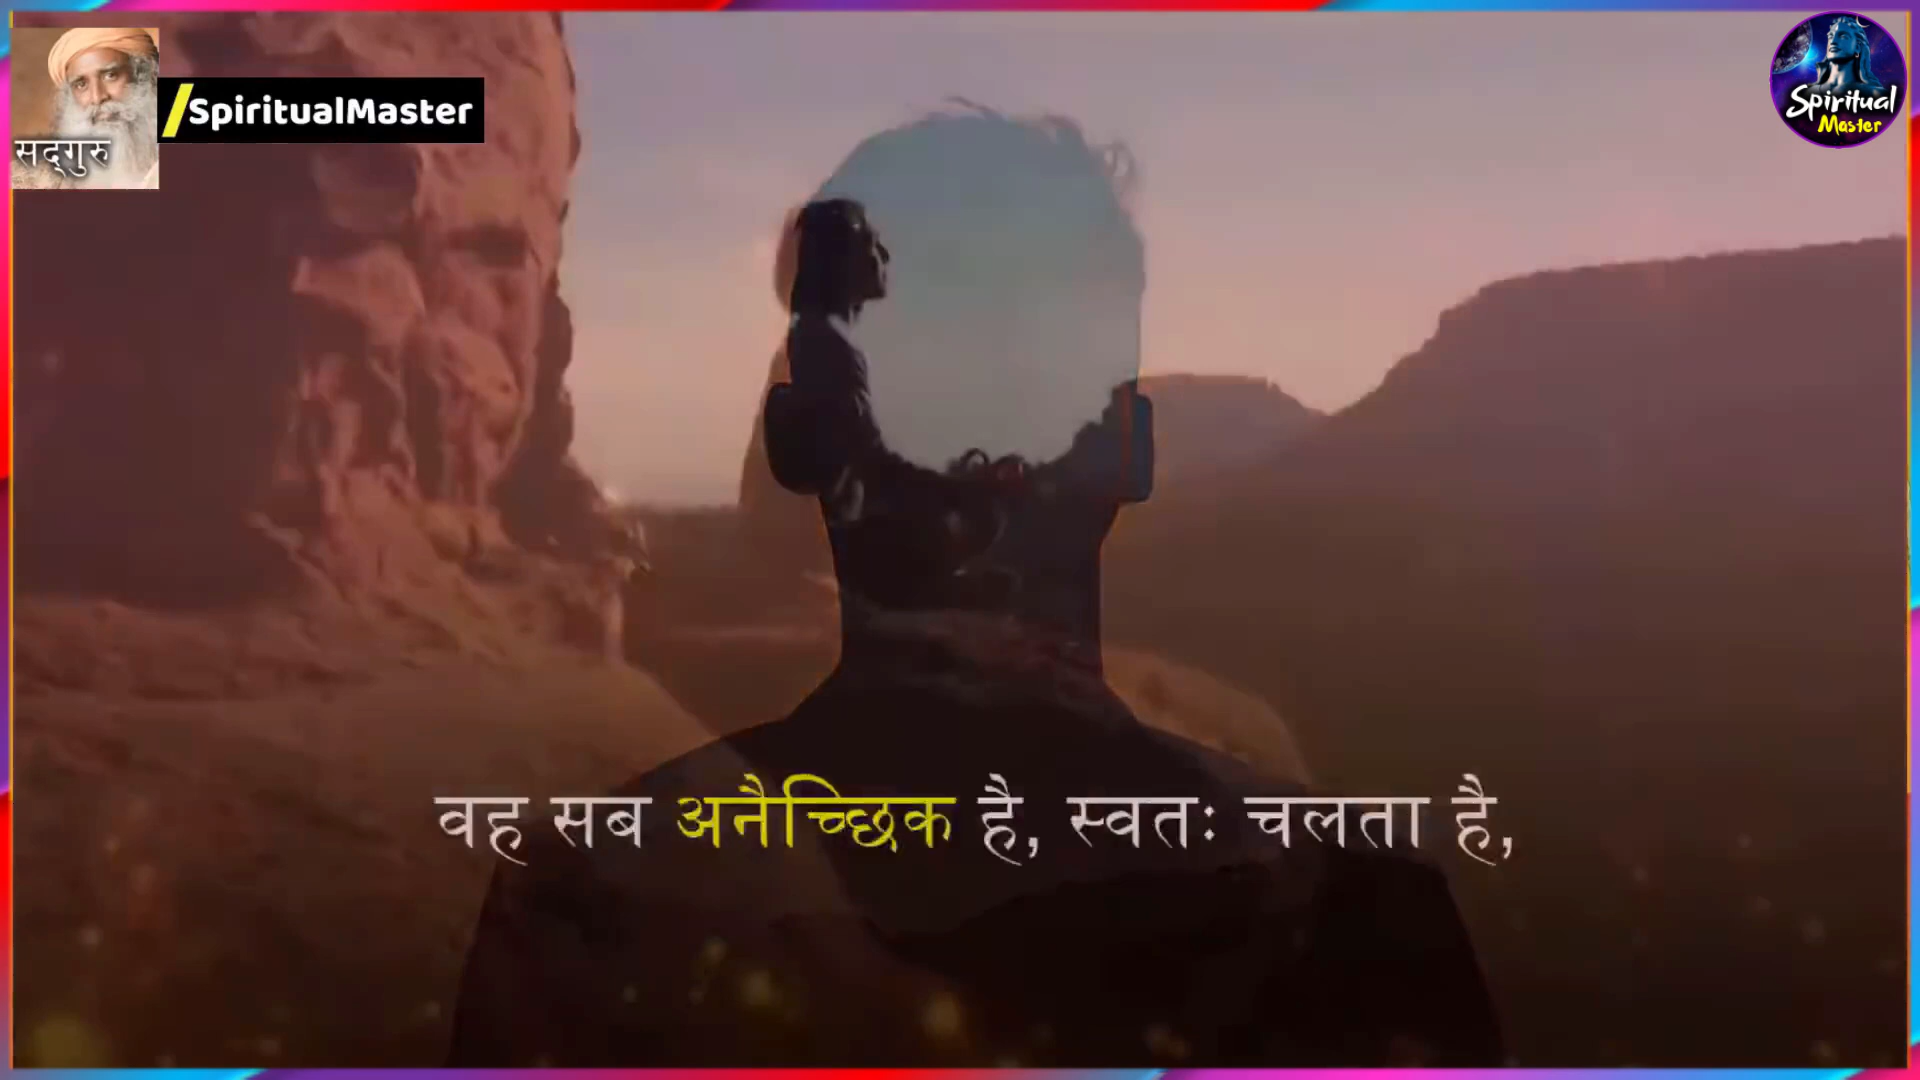 /SpiritualMaster
सद्गुरु
Spiritual
Master
वह सब अनैच्छिक है, स्वतः चलता है,